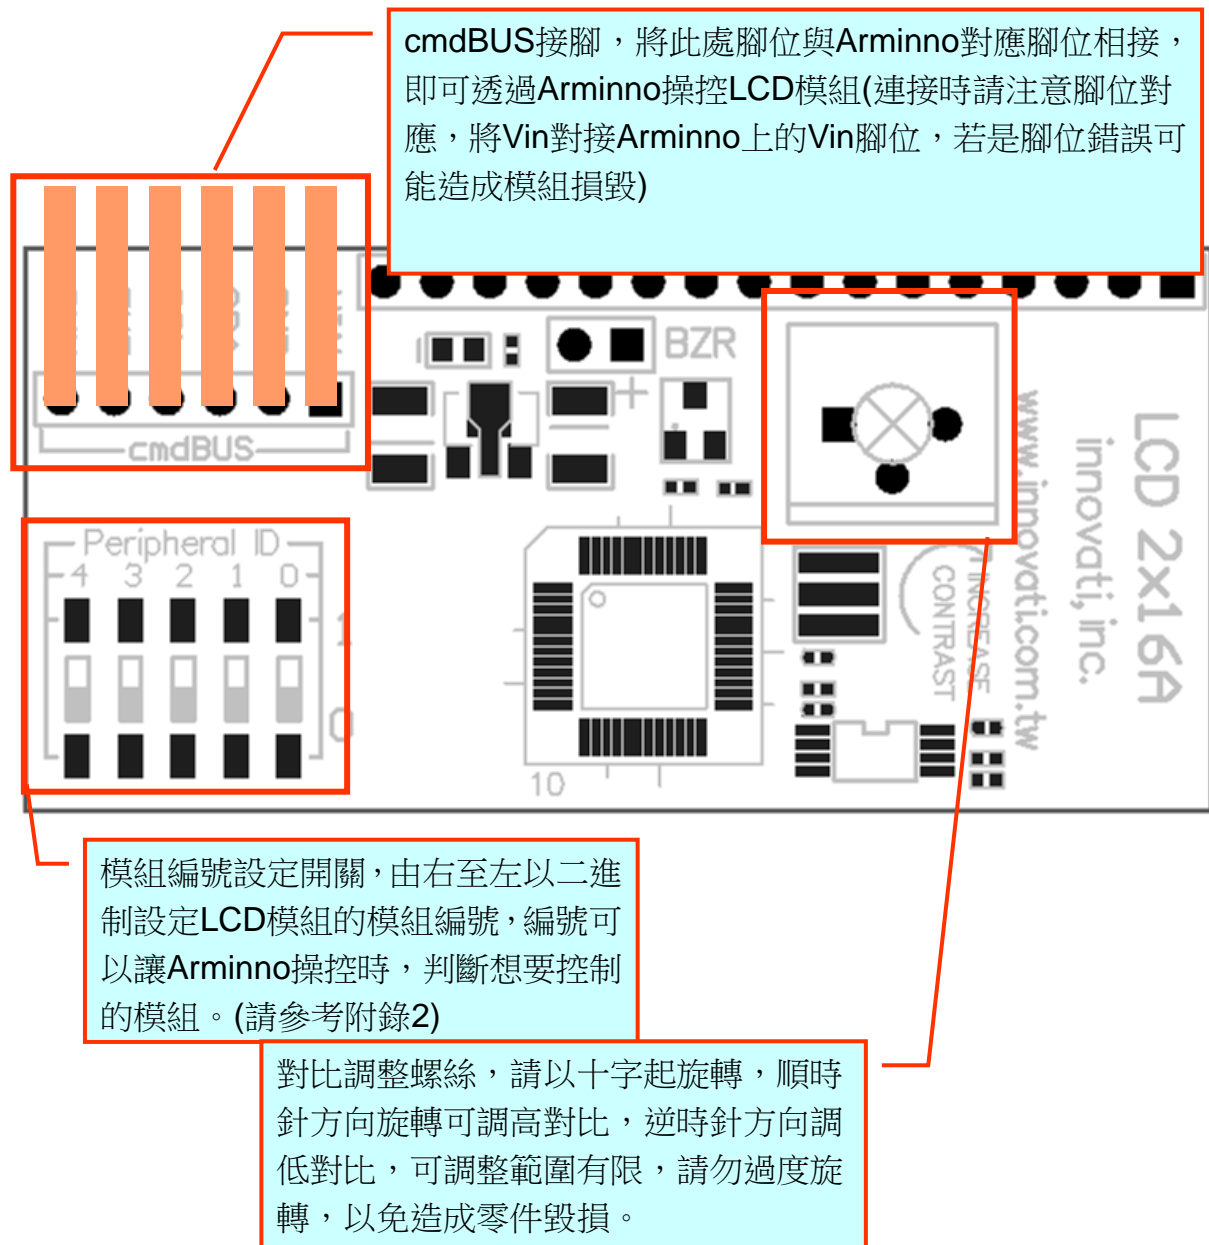 cmdBUS接腳，將此處腳位與Arminno對應腳位相接，
即可透過Arminno操控LCD模組(連接時請注意腳位對
應，將Vin對接Arminno上的Vin腳位，若是腳位錯誤可
能造成模組損毀)
BZR
cmdBUS
Peripheral ID
4 3 2 1 0
1
0
10
INCREASE
CONTRAST
www.innovati.com.tw
innovati, inc.
LCD 2x16A
模組編號設定開關，由右至左以二進
制設定LCD模組的模組編號，編號可
以讓Arminno操控時，判斷想要控制
的模組。(請參考附錄2)
對比調整螺絲，請以十字起旋轉，順時
針方向旋轉可調高對比，逆時針方向調
低對比，可調整範圍有限，請勿過度旋
轉，以免造成零件毀損。